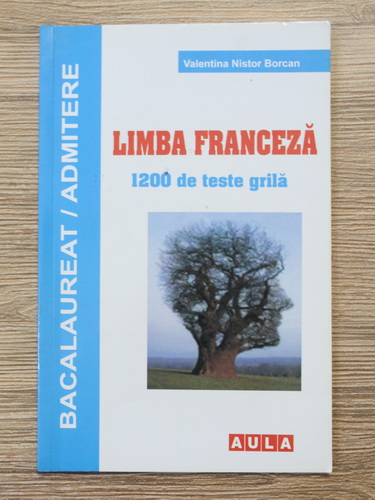 Valentina Nistor Borcan
LIMBA FRANCEZĂ
1200 de teste grilă
BACALAUREAT / ADMITERE
AULA